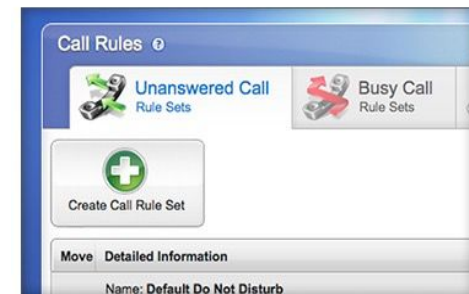 Call Rules ?
Unanswered Call
Rule Sets
Busy Call
Rule Sets
Create Call Rule Set
Move Detailed Information
Name: Default Do Not Disturb